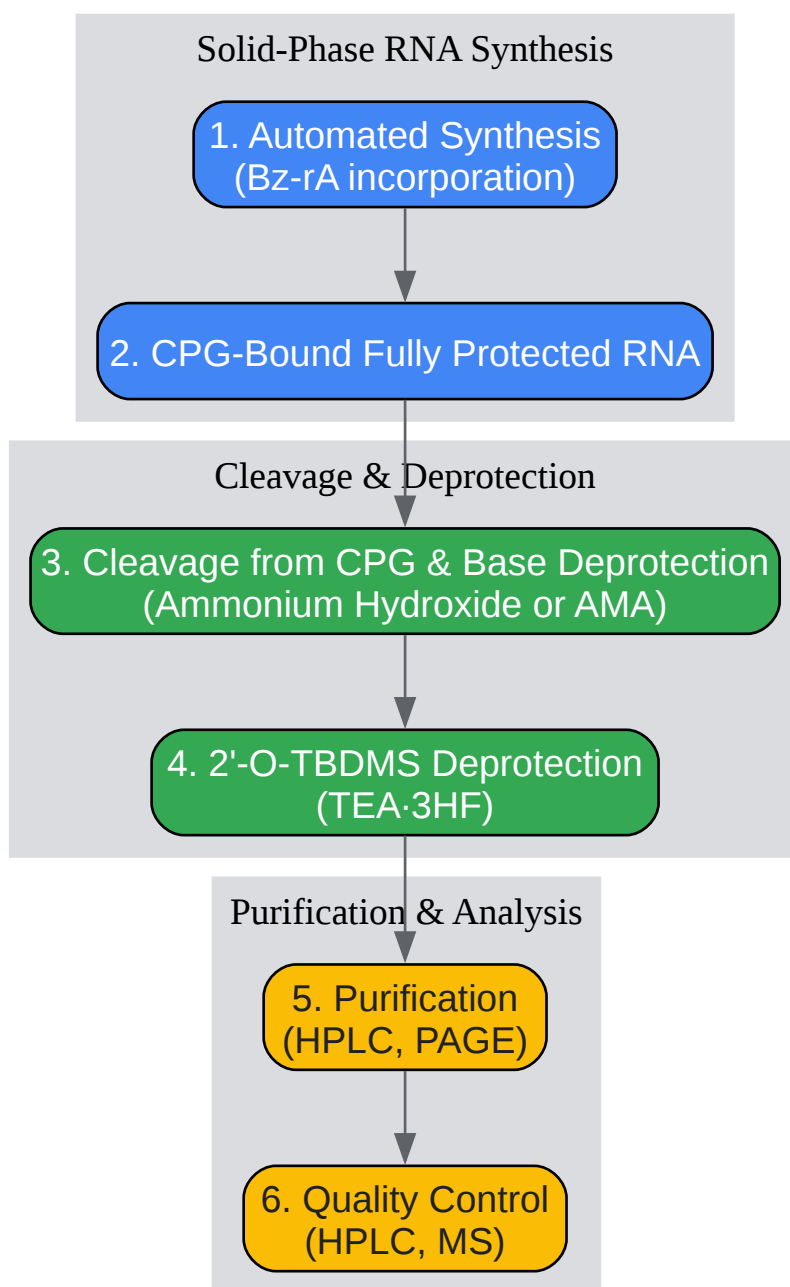 Solid-Phase RNA Synthesis
1. Automated Synthesis
(Bz-rA incorporation)
2. CPG-Bound Fully Protected RNA
Cleavage & Deprotection
3. Cleavage from CPG & Base Deprotection
(Ammonium Hydroxide or AMA)
4. 2'-O-TBDMS Deprotection
(TEA·3HF)
Purification & Analysis
5. Purification
(HPLC, PAGE)
6. Quality Control
(HPLC, MS)